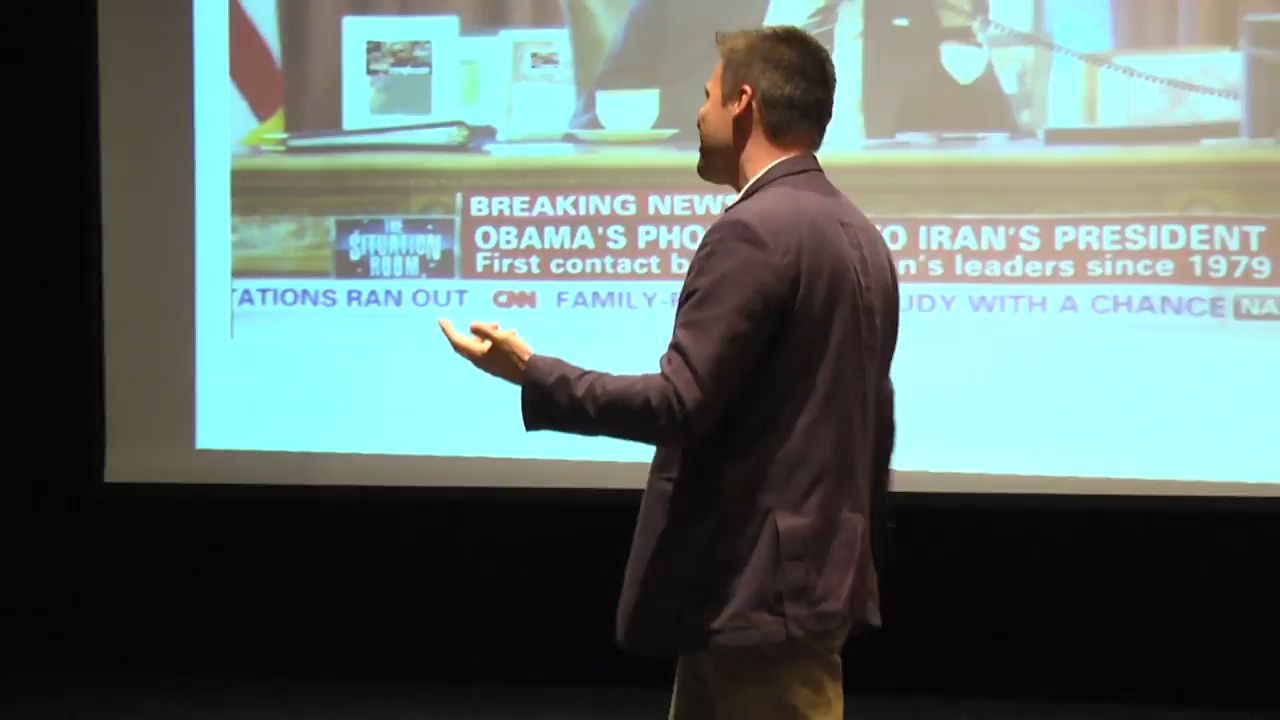 BREAKING NEWS
THE
SITUATION
ROOM
OBAMA'S PHO O IRAN'S PRESIDENT
First contact b n's leaders since 1979
ATIONS RAN OUT CNN FAMILY- UDY WITH A CHANCE NA